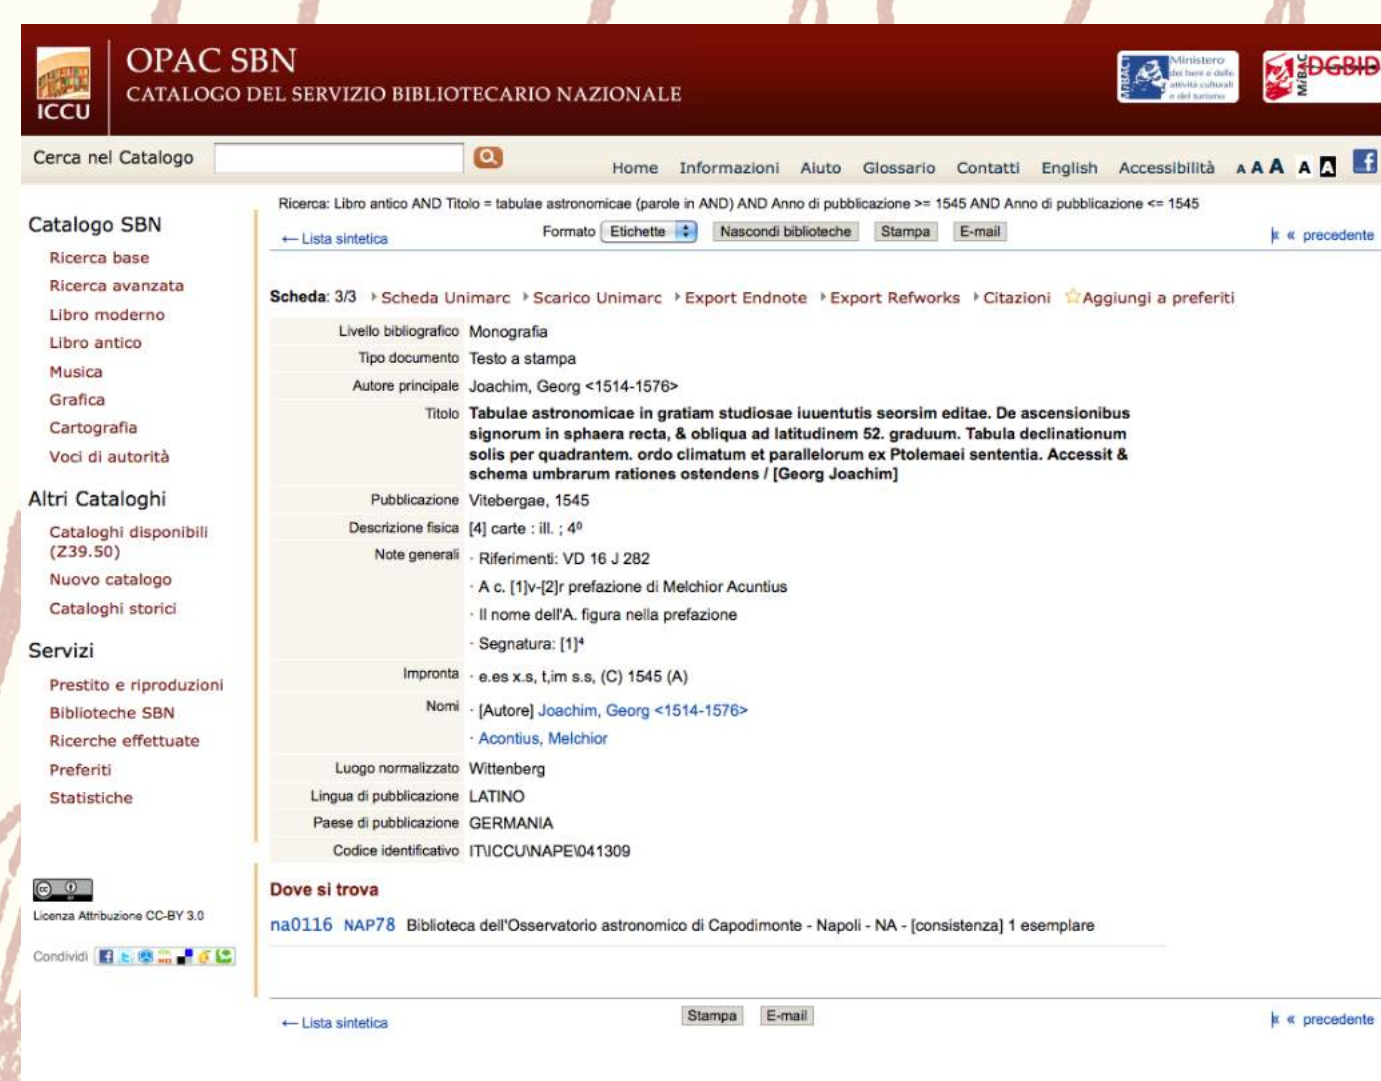 ICCU
OPAC SBN
CATALOGO DEL SERVIZIO BIBLIOTECARIO NAZIONALE
MiBACT
Ministero
dei beni e delle
attività culturali
e del turismo
MiBAC
DGBID
Cerca nel Catalogo
Home Informazioni Aiuto Glossario Contatti English Accessibilità A A A A A f
Catalogo SBN
Ricerca base
Ricerca avanzata
Libro moderno
Libro antico
Musica
Grafica
Cartografia
Voci di autorità
Altri Cataloghi
Cataloghi disponibili
(Z39.50)
Nuovo catalogo
Cataloghi storici
Servizi
Prestito e riproduzioni
Biblioteche SBN
Ricerche effettuate
Preferiti
Statistiche
Licenza Attribuzione CC-BY 3.0
Condividi
Ricerca: Libro antico AND Titolo = tabulae astronomicae (parole in AND) AND Anno di pubblicazione >= 1545 AND Anno di pubblicazione <= 1545
← Lista sintetica Formato Etichette Nascondi biblioteche Stampa E-mail « precedente
Scheda: 3/3 Scheda Unimarc Scarico Unimarc Export Endnote Export Refworks Citazioni Aggiungi a preferiti
Livello bibliografico Monografia
Tipo documento Testo a stampa
Autore principale Joachim, Georg <1514-1576>
Titolo Tabulae astronomicae in gratiam studiosae iuuentutis seorsim editae. De ascensionibus
signorum in sphaera recta, & obliqua ad latitudinem 52. graduum. Tabula declinationum
solis per quadrantem. ordo climatum et parallelorum ex Ptolemaei sententia. Accessit &
schema umbrarum rationes ostendens / [Georg Joachim]
Pubblicazione Vitebergae, 1545
Descrizione fisica [4] carte : ill. ; 4º
Note generali · Riferimenti: VD 16 J 282
· A c. [1]v-[2]r prefazione di Melchior Acuntius
· Il nome dell'A. figura nella prefazione
· Segnatura: [1]⁴
Impronta · e.es x.s, t,im s.s, (C) 1545 (A)
Nomi · [Autore] Joachim, Georg <1514-1576>
· Acontius, Melchior
Luogo normalizzato Wittenberg
Lingua di pubblicazione LATINO
Paese di pubblicazione GERMANIA
Codice identificativo IT\ICCU\NAPE\041309
Dove si trova
na0116 NAP78 Biblioteca dell'Osservatorio astronomico di Capodimonte - Napoli - NA - [consistenza] 1 esemplare
← Lista sintetica Stampa E-mail « precedente